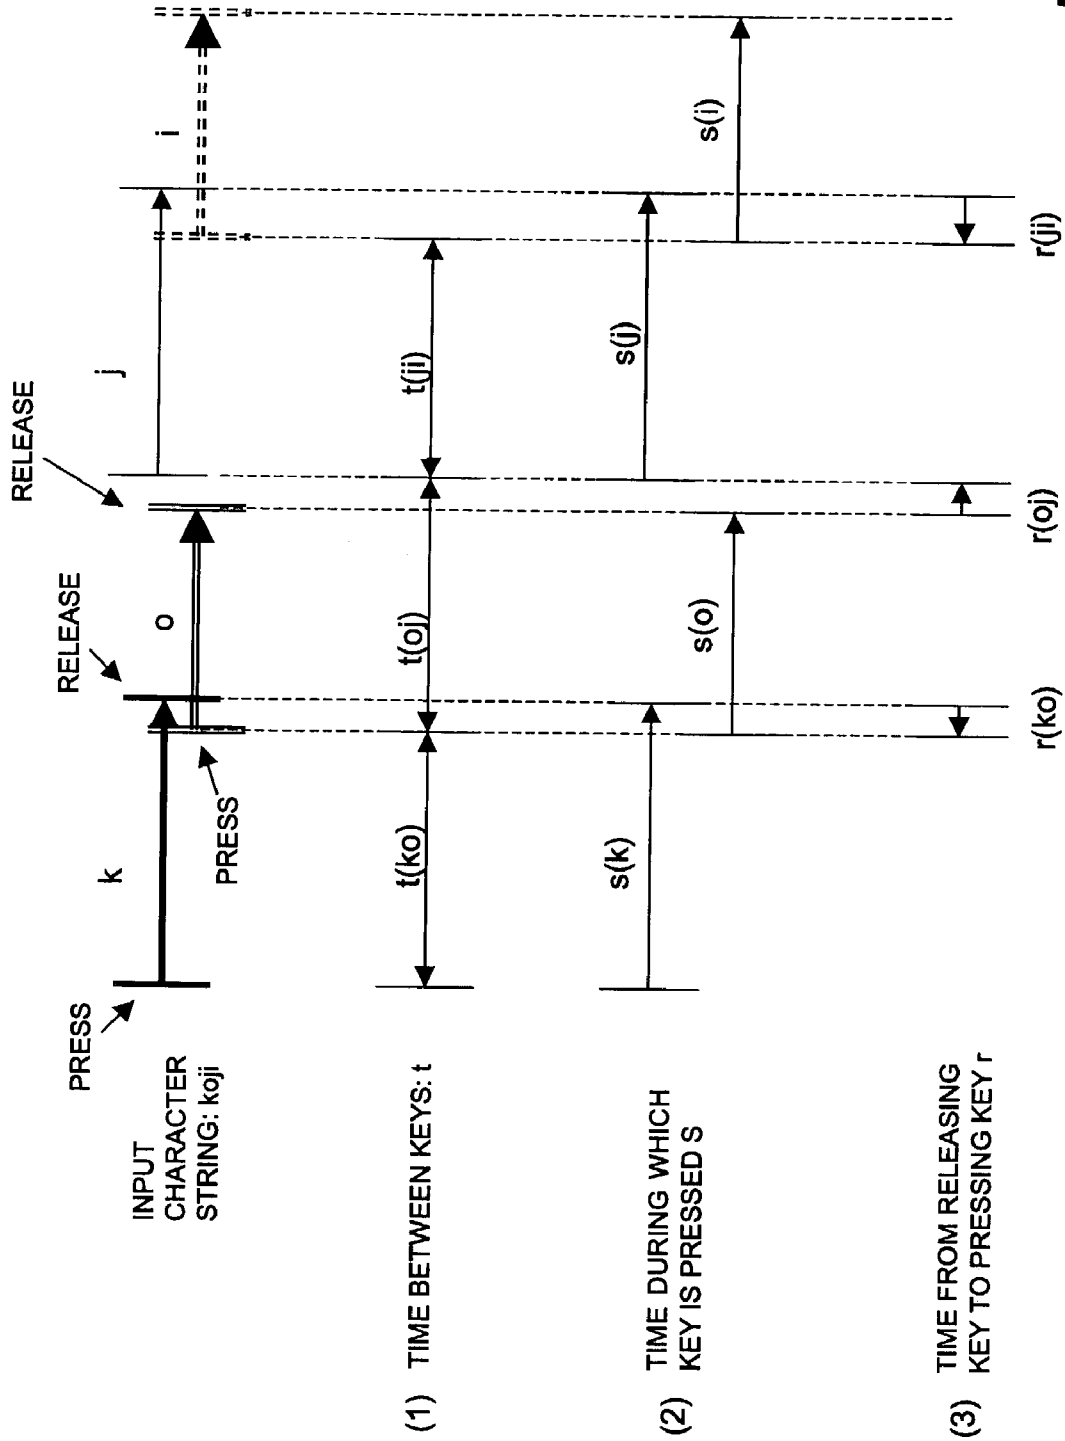 INPUT
CHARACTER
STRING: koji
PRESS
k
PRESS
RELEASE
o
RELEASE
j
i
(1) TIME BETWEEN KEYS: t
t(ko)
t(oj)
t(ji)
(2) TIME DURING WHICH
KEY IS PRESSED S
s(k)
s(o)
s(j)
s(i)
(3) TIME FROM RELEASING
KEY TO PRESSING KEY r
r(ko)
r(oj)
r(ji)